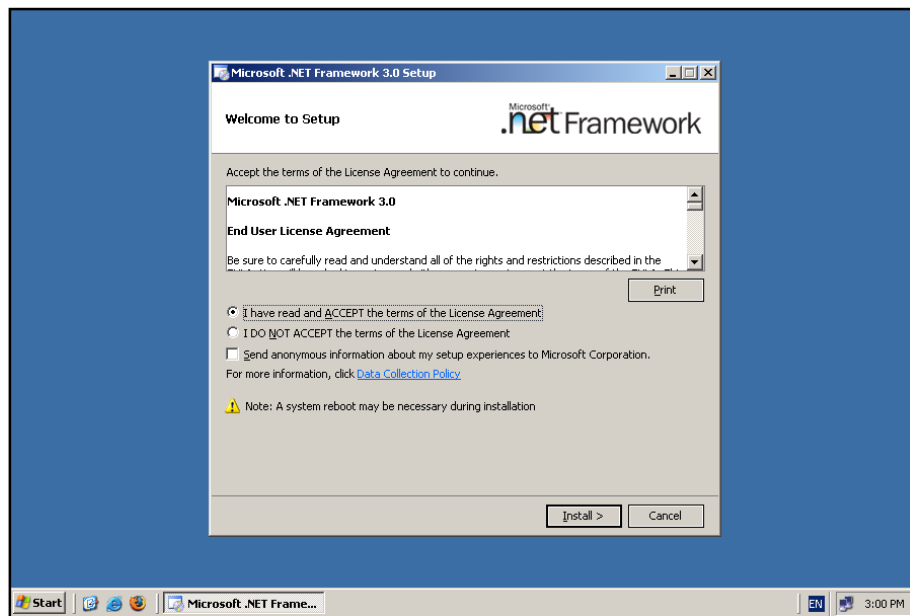 Microsoft .NET Framework 3.0 Setup
Welcome to Setup
Microsoft
.net Framework
Accept the terms of the License Agreement to continue.
Microsoft .NET Framework 3.0
End User License Agreement
Be sure to carefully read and understand all of the rights and restrictions described in the
Print
I have read and ACCEPT the terms of the License Agreement
I DO NOT ACCEPT the terms of the License Agreement
Send anonymous information about my setup experiences to Microsoft Corporation.
For more information, click Data Collection Policy
Note: A system reboot may be necessary during installation
Install >
Cancel
Start
Microsoft .NET Frame...
EN
3:00 PM